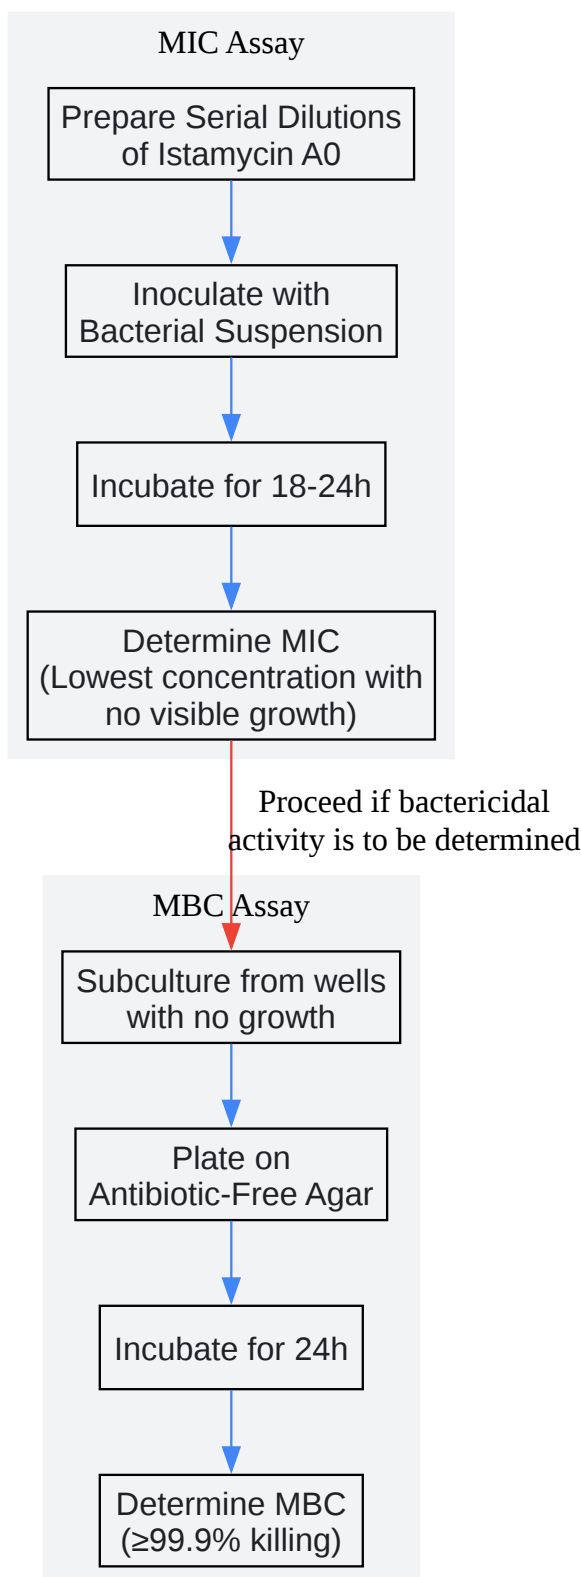 MIC Assay
Prepare Serial Dilutions
of Istamycin A0
Inoculate with
Bacterial Suspension
Incubate for 18-24h
Determine MIC
(Lowest concentration with
no visible growth)
Proceed if bactericidal
activity is to be determined
MBC Assay
Subculture from wells
with no growth
Plate on
Antibiotic-Free Agar
Incubate for 24h
Determine MBC
(≥99.9% killing)